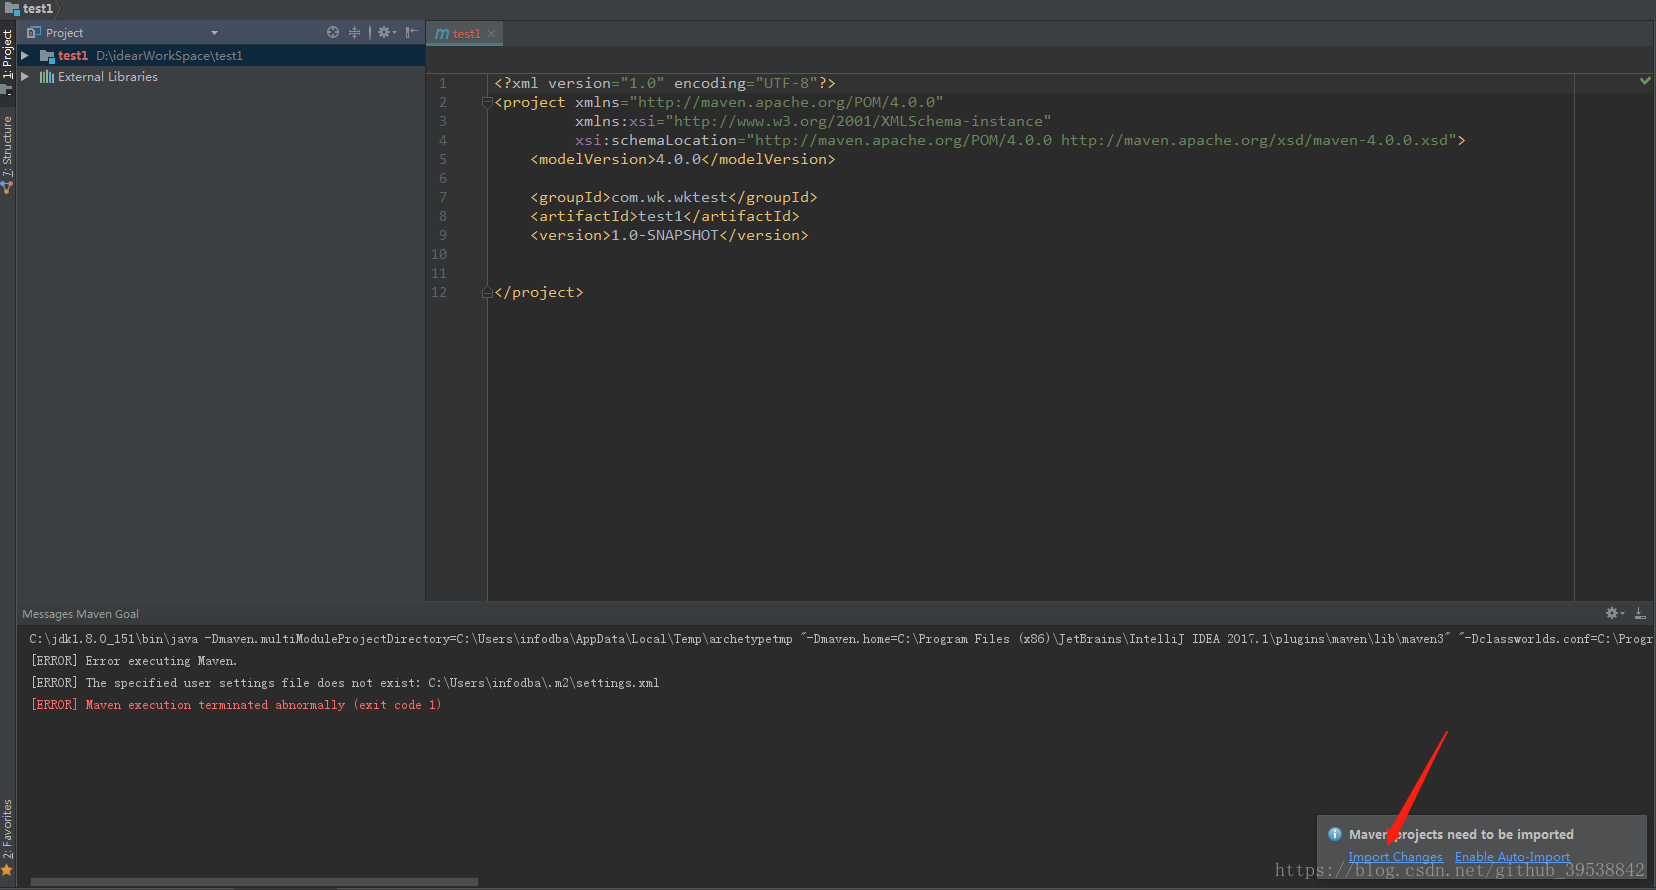 test1
1: Project
7: Structure
2: Favorites
Project
test1 D:\idearWorkSpace\test1
External Libraries
m test1
1 <?xml version="1.0" encoding="UTF-8"?>
2 <project xmlns="http://maven.apache.org/POM/4.0.0"
3 xmlns:xsi="http://www.w3.org/2001/XMLSchema-instance"
4 xsi:schemaLocation="http://maven.apache.org/POM/4.0.0 http://maven.apache.org/xsd/maven-4.0.0.xsd">
5 <modelVersion>4.0.0</modelVersion>
6
7 <groupId>com.wk.wktest</groupId>
8 <artifactId>test1</artifactId>
9 <version>1.0-SNAPSHOT</version>
10
11
12 </project>
Messages Maven Goal
C:\jdk1.8.0_151\bin\java -Dmaven.multiModuleProjectDirectory=C:\Users\infodba\AppData\Local\Temp\archetypetmp "-Dmaven.home=C:\Program Files (x86)\JetBrains\IntelliJ IDEA 2017.1\plugins\maven\lib\maven3" "-Dclassworlds.conf=C:\Progr
[ERROR] Error executing Maven.
[ERROR] The specified user settings file does not exist: C:\Users\infodba\.m2\settings.xml
[ERROR] Maven execution terminated abnormally (exit code 1)
Maven projects need to be imported
Import Changes Enable Auto-Import
https://blog.csdn.net/github_39538842